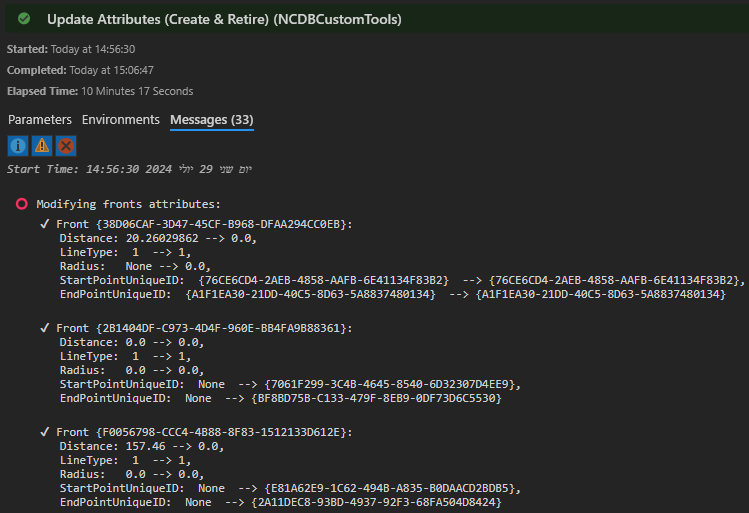 Update Attributes (Create & Retire) (NCDBCustomTools)
Started: Today at 14:56:30
Completed: Today at 15:06:47
Elapsed Time: 10 Minutes 17 Seconds
Parameters Environments Messages (33)
Start Time: 14:56:30 2024 יום שני 29 יולי
Modifying fronts attributes:
✓ Front {38D06CAF-3D47-45CF-B968-DFAA294CC0EB}:
Distance: 20.26029862 --> 0.0,
LineType: 1 --> 1,
Radius: None --> 0.0,
StartPointUniqueID: {76CE6CD4-2AEB-4858-AAFB-6E41134F83B2} --> {76CE6CD4-2AEB-4858-AAFB-6E41134F83B2},
EndPointUniqueID: {A1F1EA30-21DD-40C5-8D63-5A8837480134} --> {A1F1EA30-21DD-40C5-8D63-5A8837480134}
✓ Front {2B1404DF-C973-4D4F-960E-BB4FA9B88361}:
Distance: 0.0 --> 0.0,
LineType: 1 --> 1,
Radius: 0.0 --> 0.0,
StartPointUniqueID: None --> {7061F299-3C4B-4645-8540-6D32307D4EE9},
EndPointUniqueID: None --> {BF8BD75B-C133-479F-8EB9-0DF73D6C5530}
✓ Front {F0056798-CCC4-4B88-8F83-1512133D612E}:
Distance: 157.46 --> 0.0,
LineType: 1 --> 1,
Radius: 0.0 --> 0.0,
StartPointUniqueID: None --> {E81A62E9-1C62-494B-A835-B0DAACD2BDB5},
EndPointUniqueID: None --> {2A11DEC8-93BD-4937-92F3-68FA504D8424}